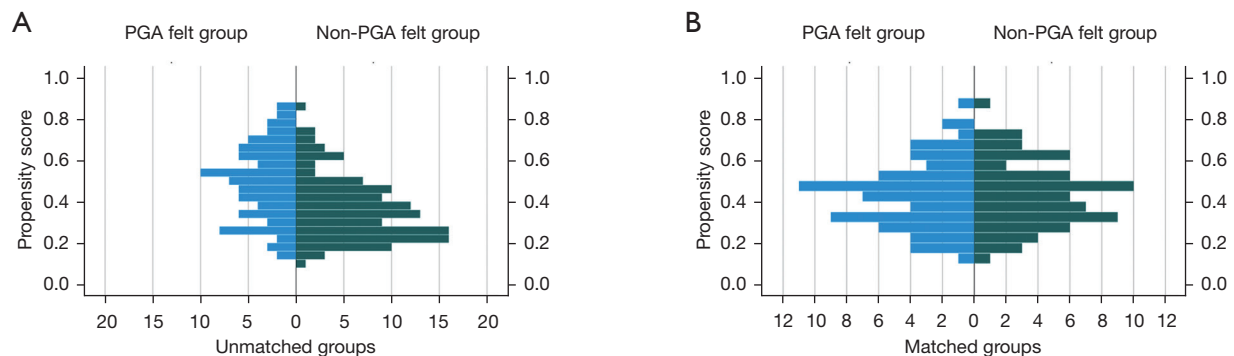 A
PGA felt group Non-PGA felt group
Propensity score
1.0 1.0
0.8 0.8
0.6 0.6
0.4 0.4
0.2 0.2
0.0 0.0
20 15 10 5 0 5 10 15 20
Unmatched groups
B
PGA felt group Non-PGA felt group
Propensity score
1.0 1.0
0.8 0.8
0.6 0.6
0.4 0.4
0.2 0.2
0.0 0.0
12 10 8 6 4 2 0 2 4 6 8 10 12
Matched groups